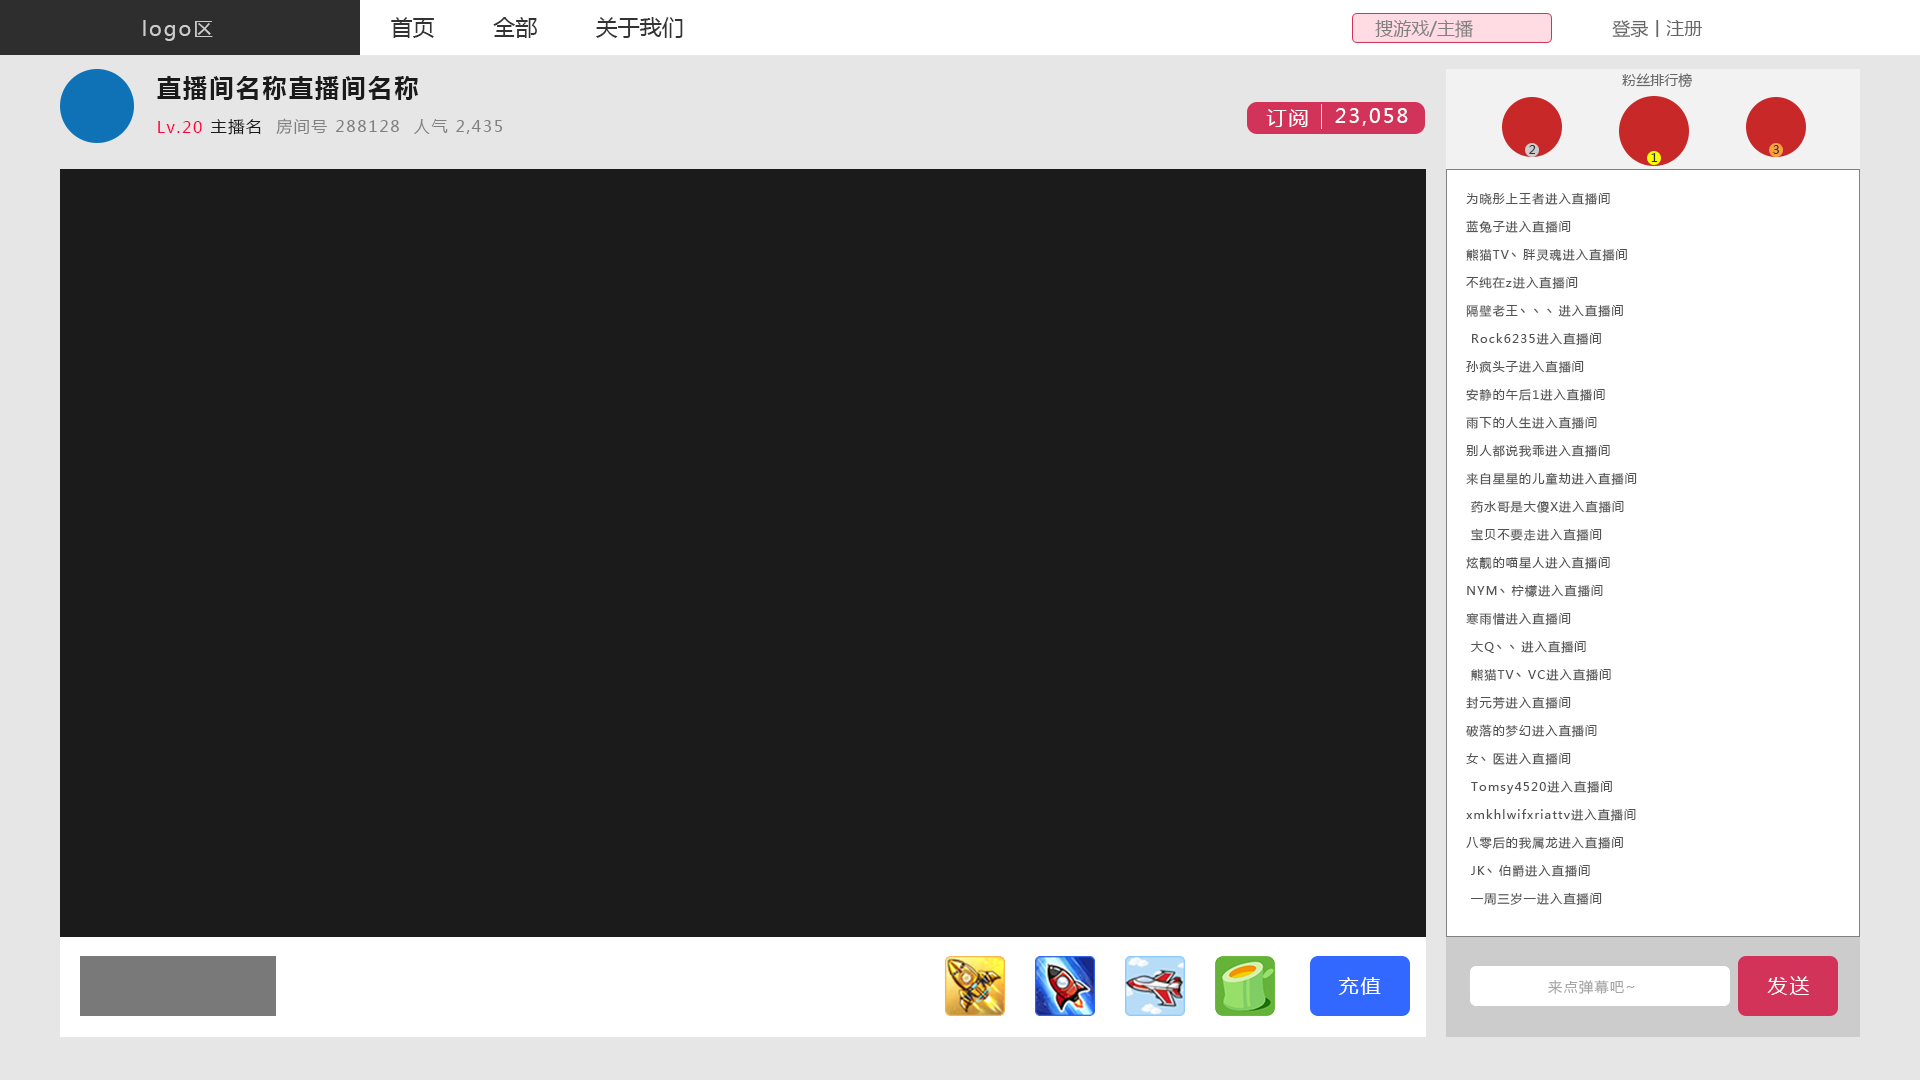 logo区
首页
全部
关于我们
搜游戏/主播
登录 | 注册
直播间名称直播间名称
Lv.20 主播名 房间号 288128 人气 2,435
订阅 23,058
粉丝排行榜
2
1
3
为晓彤上王者进入直播间
蓝兔子进入直播间
熊猫TV丶胖灵魂进入直播间
不纯在z进入直播间
隔壁老王丶丶丶进入直播间
Rock6235进入直播间
孙疯头子进入直播间
安静的午后1进入直播间
雨下的人生进入直播间
别人都说我乖进入直播间
来自星星的儿童劫进入直播间
药水哥是大傻X进入直播间
宝贝不要走进入直播间
炫靓的喵星人进入直播间
NYM丶柠檬进入直播间
寒雨惜进入直播间
大Q丶丶进入直播间
熊猫TV丶VC进入直播间
封元芳进入直播间
破落的梦幻进入直播间
女丶医进入直播间
Tomsy4520进入直播间
xmkhlwifxriattv进入直播间
八零后的我属龙进入直播间
JK丶伯爵进入直播间
一周三岁一进入直播间
充值
来点弹幕吧~
发送